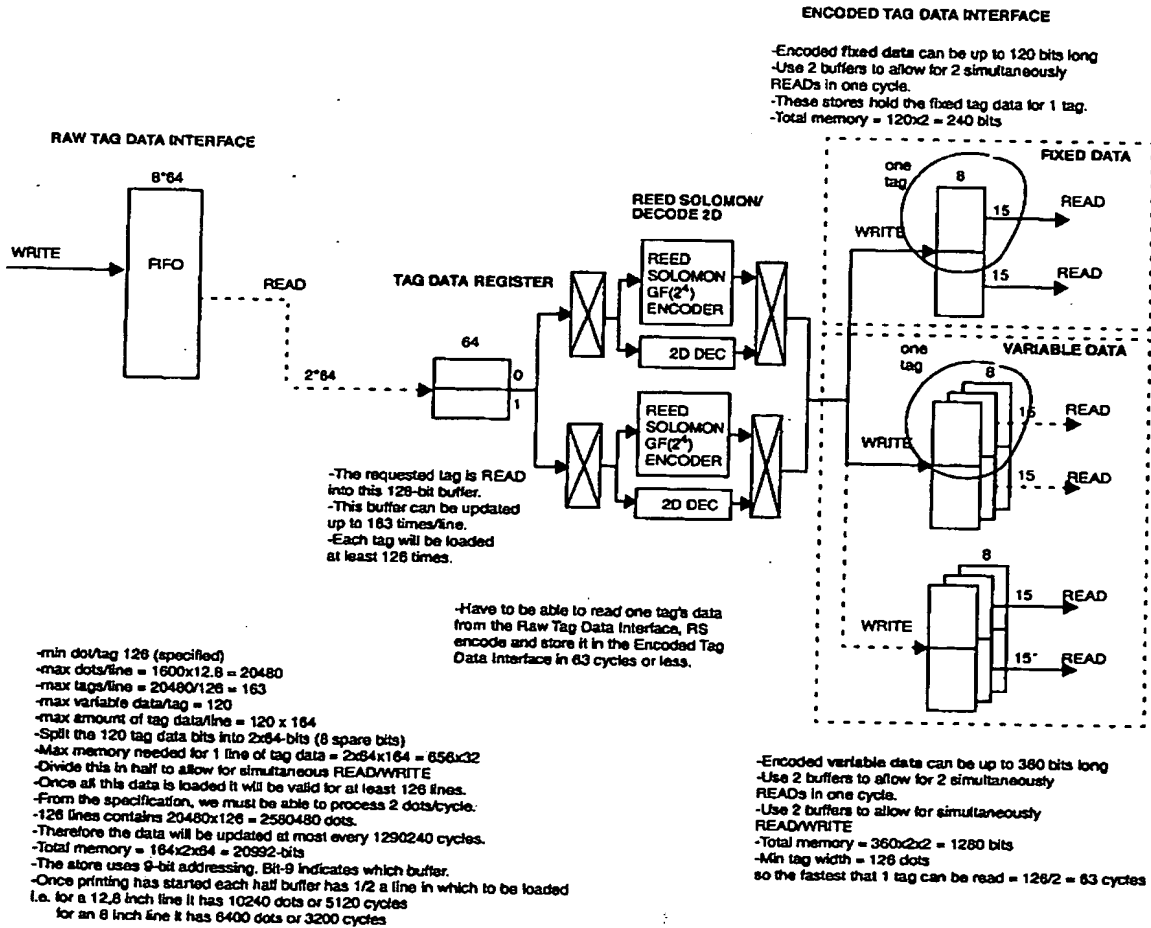 ENCODED TAG DATA INTERFACE
-Encoded fixed data can be up to 120 bits long
-Use 2 buffers to allow for 2 simultaneously
READs in one cycle.
-These stores hold the fixed tag data for 1 tag.
-Total memory = 120x2 = 240 bits
RAW TAG DATA INTERFACE
8*64
WRITE
FIFO
READ
2*64
TAG DATA REGISTER
64
0
1
REED SOLOMON/
DECODE 2D
REED
SOLOMON
GF(2⁴)
ENCODER
2D DEC
REED
SOLOMON
GF(2⁴)
ENCODER
2D DEC
FIXED DATA
one
tag
8
WRITE
15
READ
15
READ
VARIABLE DATA
one
tag
8
WRITE
15
READ
15
READ
8
WRITE
15
READ
15
READ
-The requested tag is READ
into this 128-bit buffer.
-This buffer can be updated
up to 163 times/line.
-Each tag will be loaded
at least 126 times.
-Have to be able to read one tag's data
from the Raw Tag Data Interface, RS
encode and store it in the Encoded Tag
Data Interface in 63 cycles or less.
-min dot/tag 126 (specified)
-max dots/line = 1600x12.8 = 20480
-max tags/line = 20480/126 = 163
-max variable data/tag = 120
-max amount of tag data/line = 120 x 164
-Split the 120 tag data bits into 2x64-bits (8 spare bits)
-Max memory needed for 1 line of tag data = 2x64x164 = 656x32
-Divide this in half to allow for simultaneous READ/WRITE
-Once all this data is loaded it will be valid for at least 126 lines.
-From the specification, we must be able to process 2 dots/cycle.
-126 lines contains 20480x126 = 2580480 dots.
-Therefore the data will be updated at most every 1290240 cycles.
-Total memory = 164x2x64 = 20992-bits
-The store uses 9-bit addressing. Bit-9 indicates which buffer.
-Once printing has started each half buffer has 1/2 a line in which to be loaded
i.e. for a 12,8 inch line it has 10240 dots or 5120 cycles
for an 8 inch line it has 6400 dots or 3200 cycles
-Encoded variable data can be up to 360 bits long
-Use 2 buffers to allow for 2 simultaneously
READs in one cycle.
-Use 2 buffers to allow for simultaneously
READ/WRITE
-Total memory = 360x2x2 = 1280 bits
-Min tag width = 126 dots
so the fastest that 1 tag can be read = 126/2 = 63 cycles